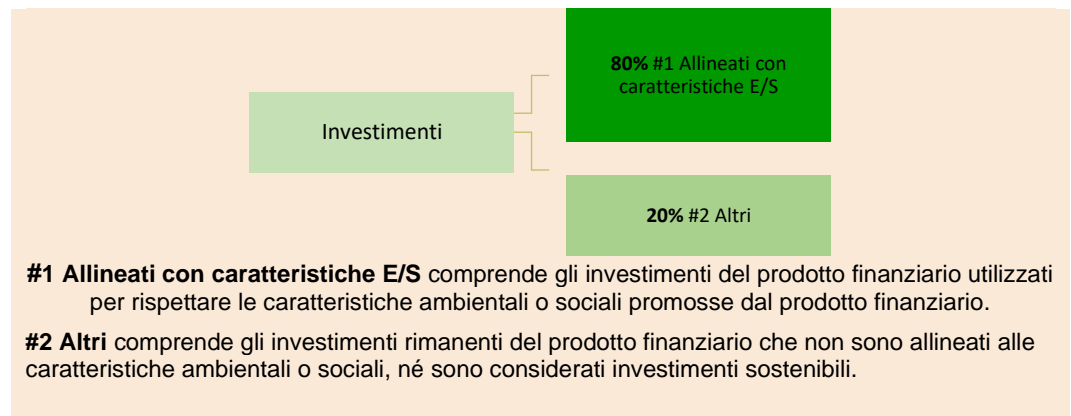 80% #1 Allineati con
caratteristiche E/S
Investimenti
20% #2 Altri
#1 Allineati con caratteristiche E/S comprende gli investimenti del prodotto finanziario utilizzati
per rispettare le caratteristiche ambientali o sociali promosse dal prodotto finanziario.
#2 Altri comprende gli investimenti rimanenti del prodotto finanziario che non sono allineati alle
caratteristiche ambientali o sociali, né sono considerati investimenti sostenibili.